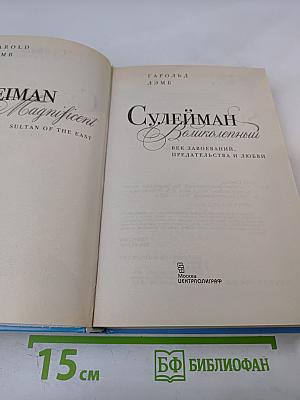 AROLD
МВ
EIMAN
Magnificent
SULTAN OF THE EAST
ГАРОЛЬД
ЛЭМБ
СУЛЕЙМАН
Великолепный
ВЕК ЗАВОЕВАНИЙ,
ПРЕДАТЕЛЬСТВА И ЛЮБВИ
Москва
ЦЕНТРПОЛИГРАФ
15 см
БФ БИБЛИОФАН